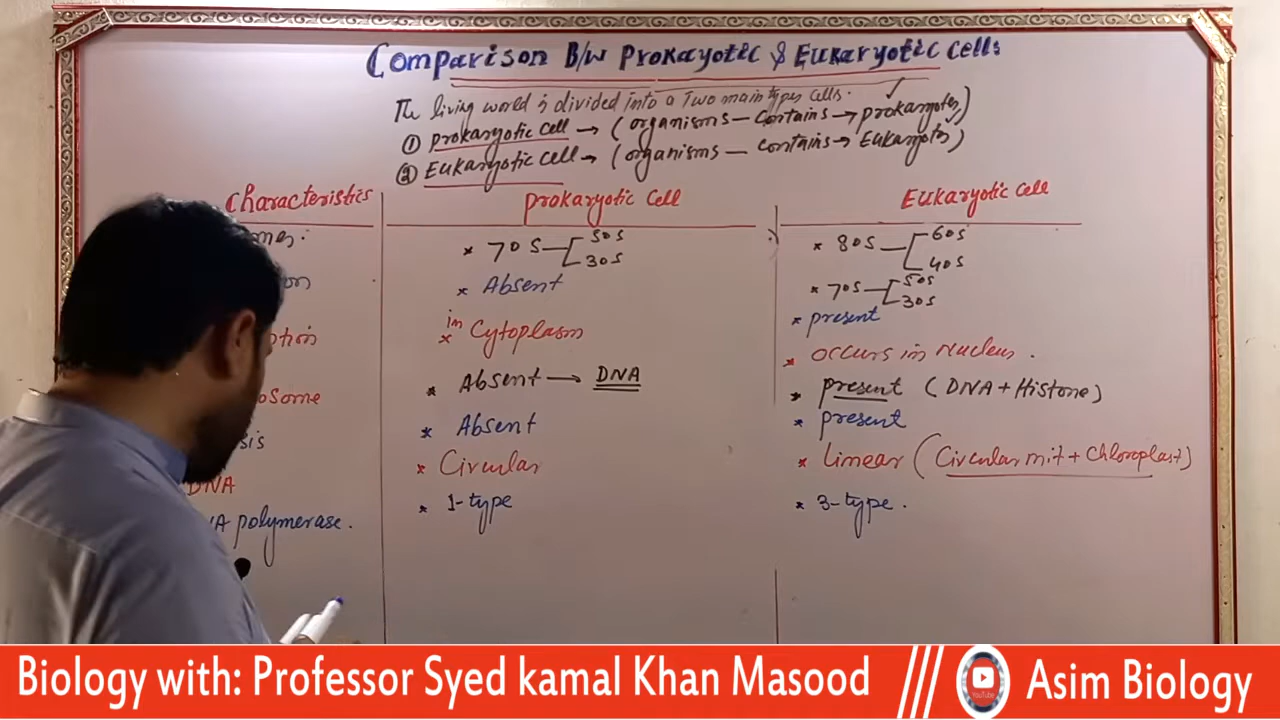 Comparison B/w Prokaryotic & Eukaryotic Cells
The living world is divided into a Two main types cells.
① prokaryotic cell → (organisms — contains → prokaryotes)
② Eukaryotic cell → (organisms — contains → Eukaryotes)
Characteristics
prokaryotic cell
Eukaryotic cell
* 70 S 50S
30S
* 80S 60S
40S
* Absent
* 70S 50S
30S
* present
in
* Cytoplasm
* occurs in Nucleus.
* Absent → DNA
* present (DNA + Histone)
* Absent
* present
DNA
* Circular
* linear (Circular mit + Chloroplast)
polymerase.
* 1-type
* 3-type.
Biology with: Professor Syed kamal Khan Masood
YouTube
Asim Biology